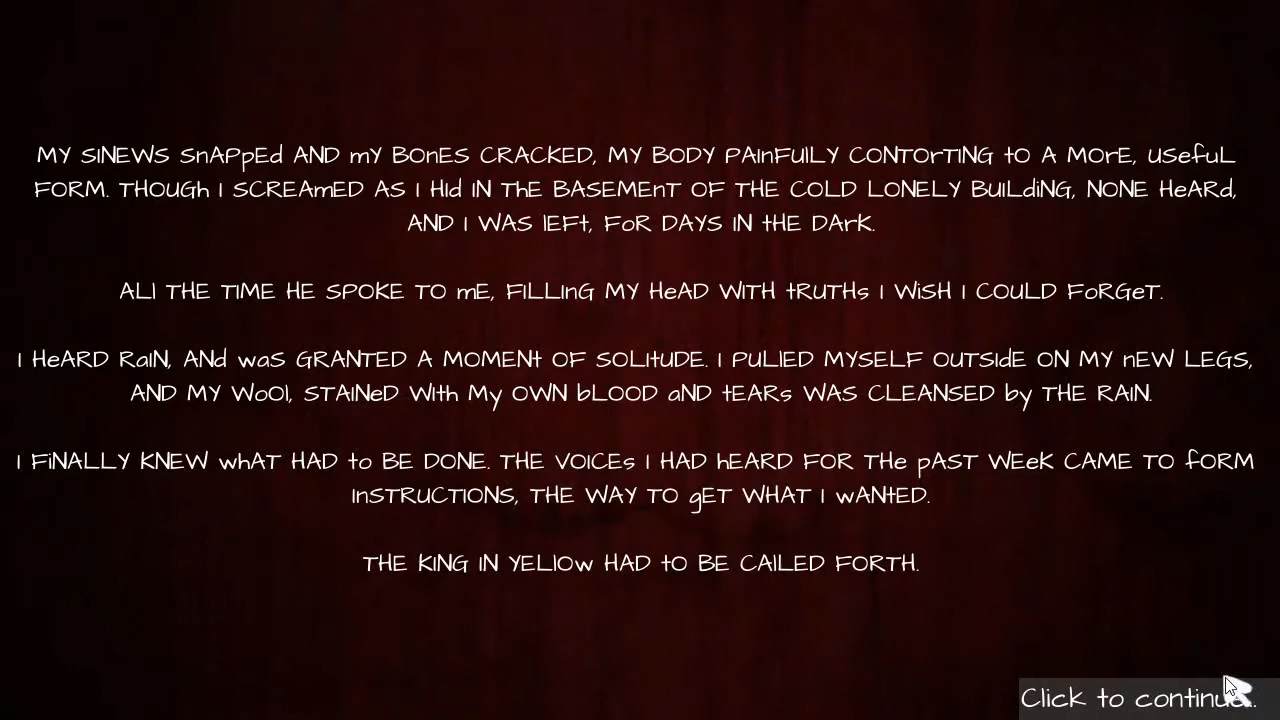 MY SINEWS SnAPpEd AND mY BOnES CRACKED, MY BODY PAInFUlLY CONTOrTING tO A MOrE, USefuL
FORM. THOUGh I SCREAmED AS I HId IN ThE BASEMEnT OF THE COLD LONELY BUILdiNG, NONE HeARd,
AND I WAS lEFt, FoR DAYS IN tHE DArK.
ALl THE TIME HE SPOKE TO mE, FILLInG MY HeAD WITH tRUTHs I WiSH I COULD FoRGeT.
I HeARD RaIN, ANd waS GRANTED A MOMENt OF SOLItUDE. I PULlED MYSELF OUTSIdE ON MY nEW LEGS,
AND MY WoOl, STAINeD WIth My OWN bLOOD aND tEARs WAS CLEANSED by THE RAIN.
I FiNALLY KNEW whAT HAD to BE DONE. THE VOICEs I HAD hEARD FOR THe pAST WEeK CAME TO fORM
InSTRUCTIONS, THE WAY TO gET WHAT I wANtED.
THE KING IN YELlOw HAD tO BE CAlLED FORTH.
Click to continue...